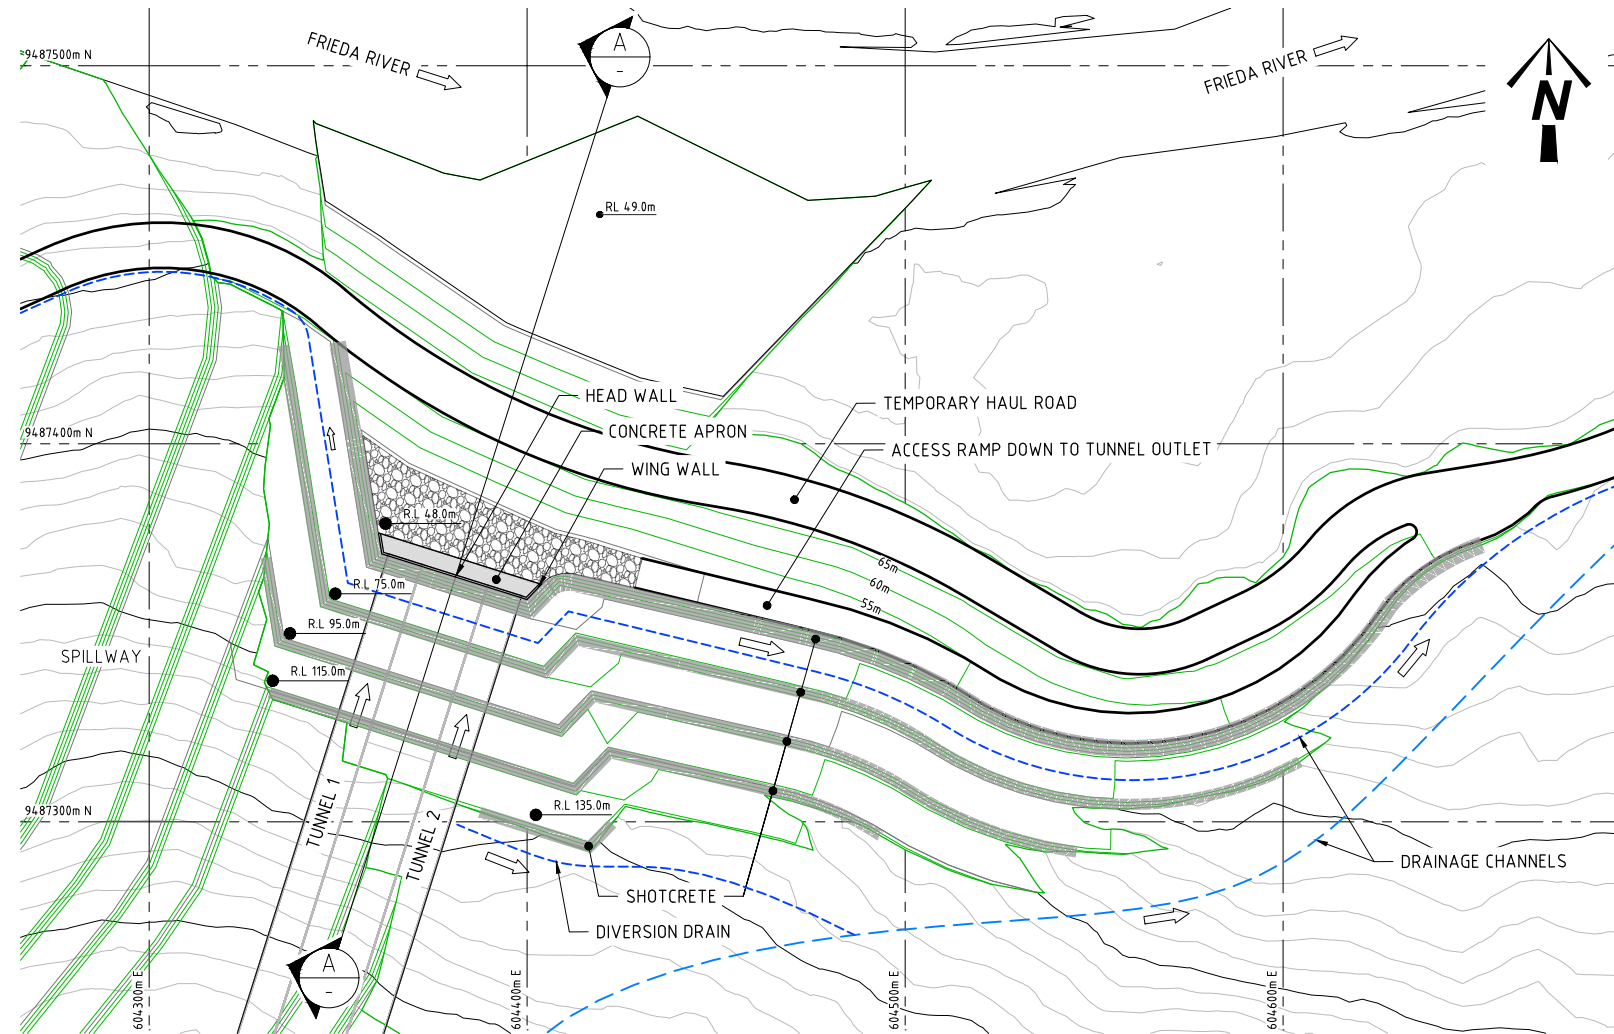 9487500m N
FRIEDA RIVER
A
-
FRIEDA RIVER
N
RL 49.0m
HEAD WALL
TEMPORARY HAUL ROAD
CONCRETE APRON
9487400m N
ACCESS RAMP DOWN TO TUNNEL OUTLET
WING WALL
R.L 48.0m
65m
60m
55m
R.L 75.0m
R.L 95.0m
SPILLWAY
R.L 115.0m
R.L 135.0m
9487300m N
TUNNEL 1
TUNNEL 2
DRAINAGE CHANNELS
SHOTCRETE
DIVERSION DRAIN
A
-
604300m E
604400m E
604500m E
604600m E